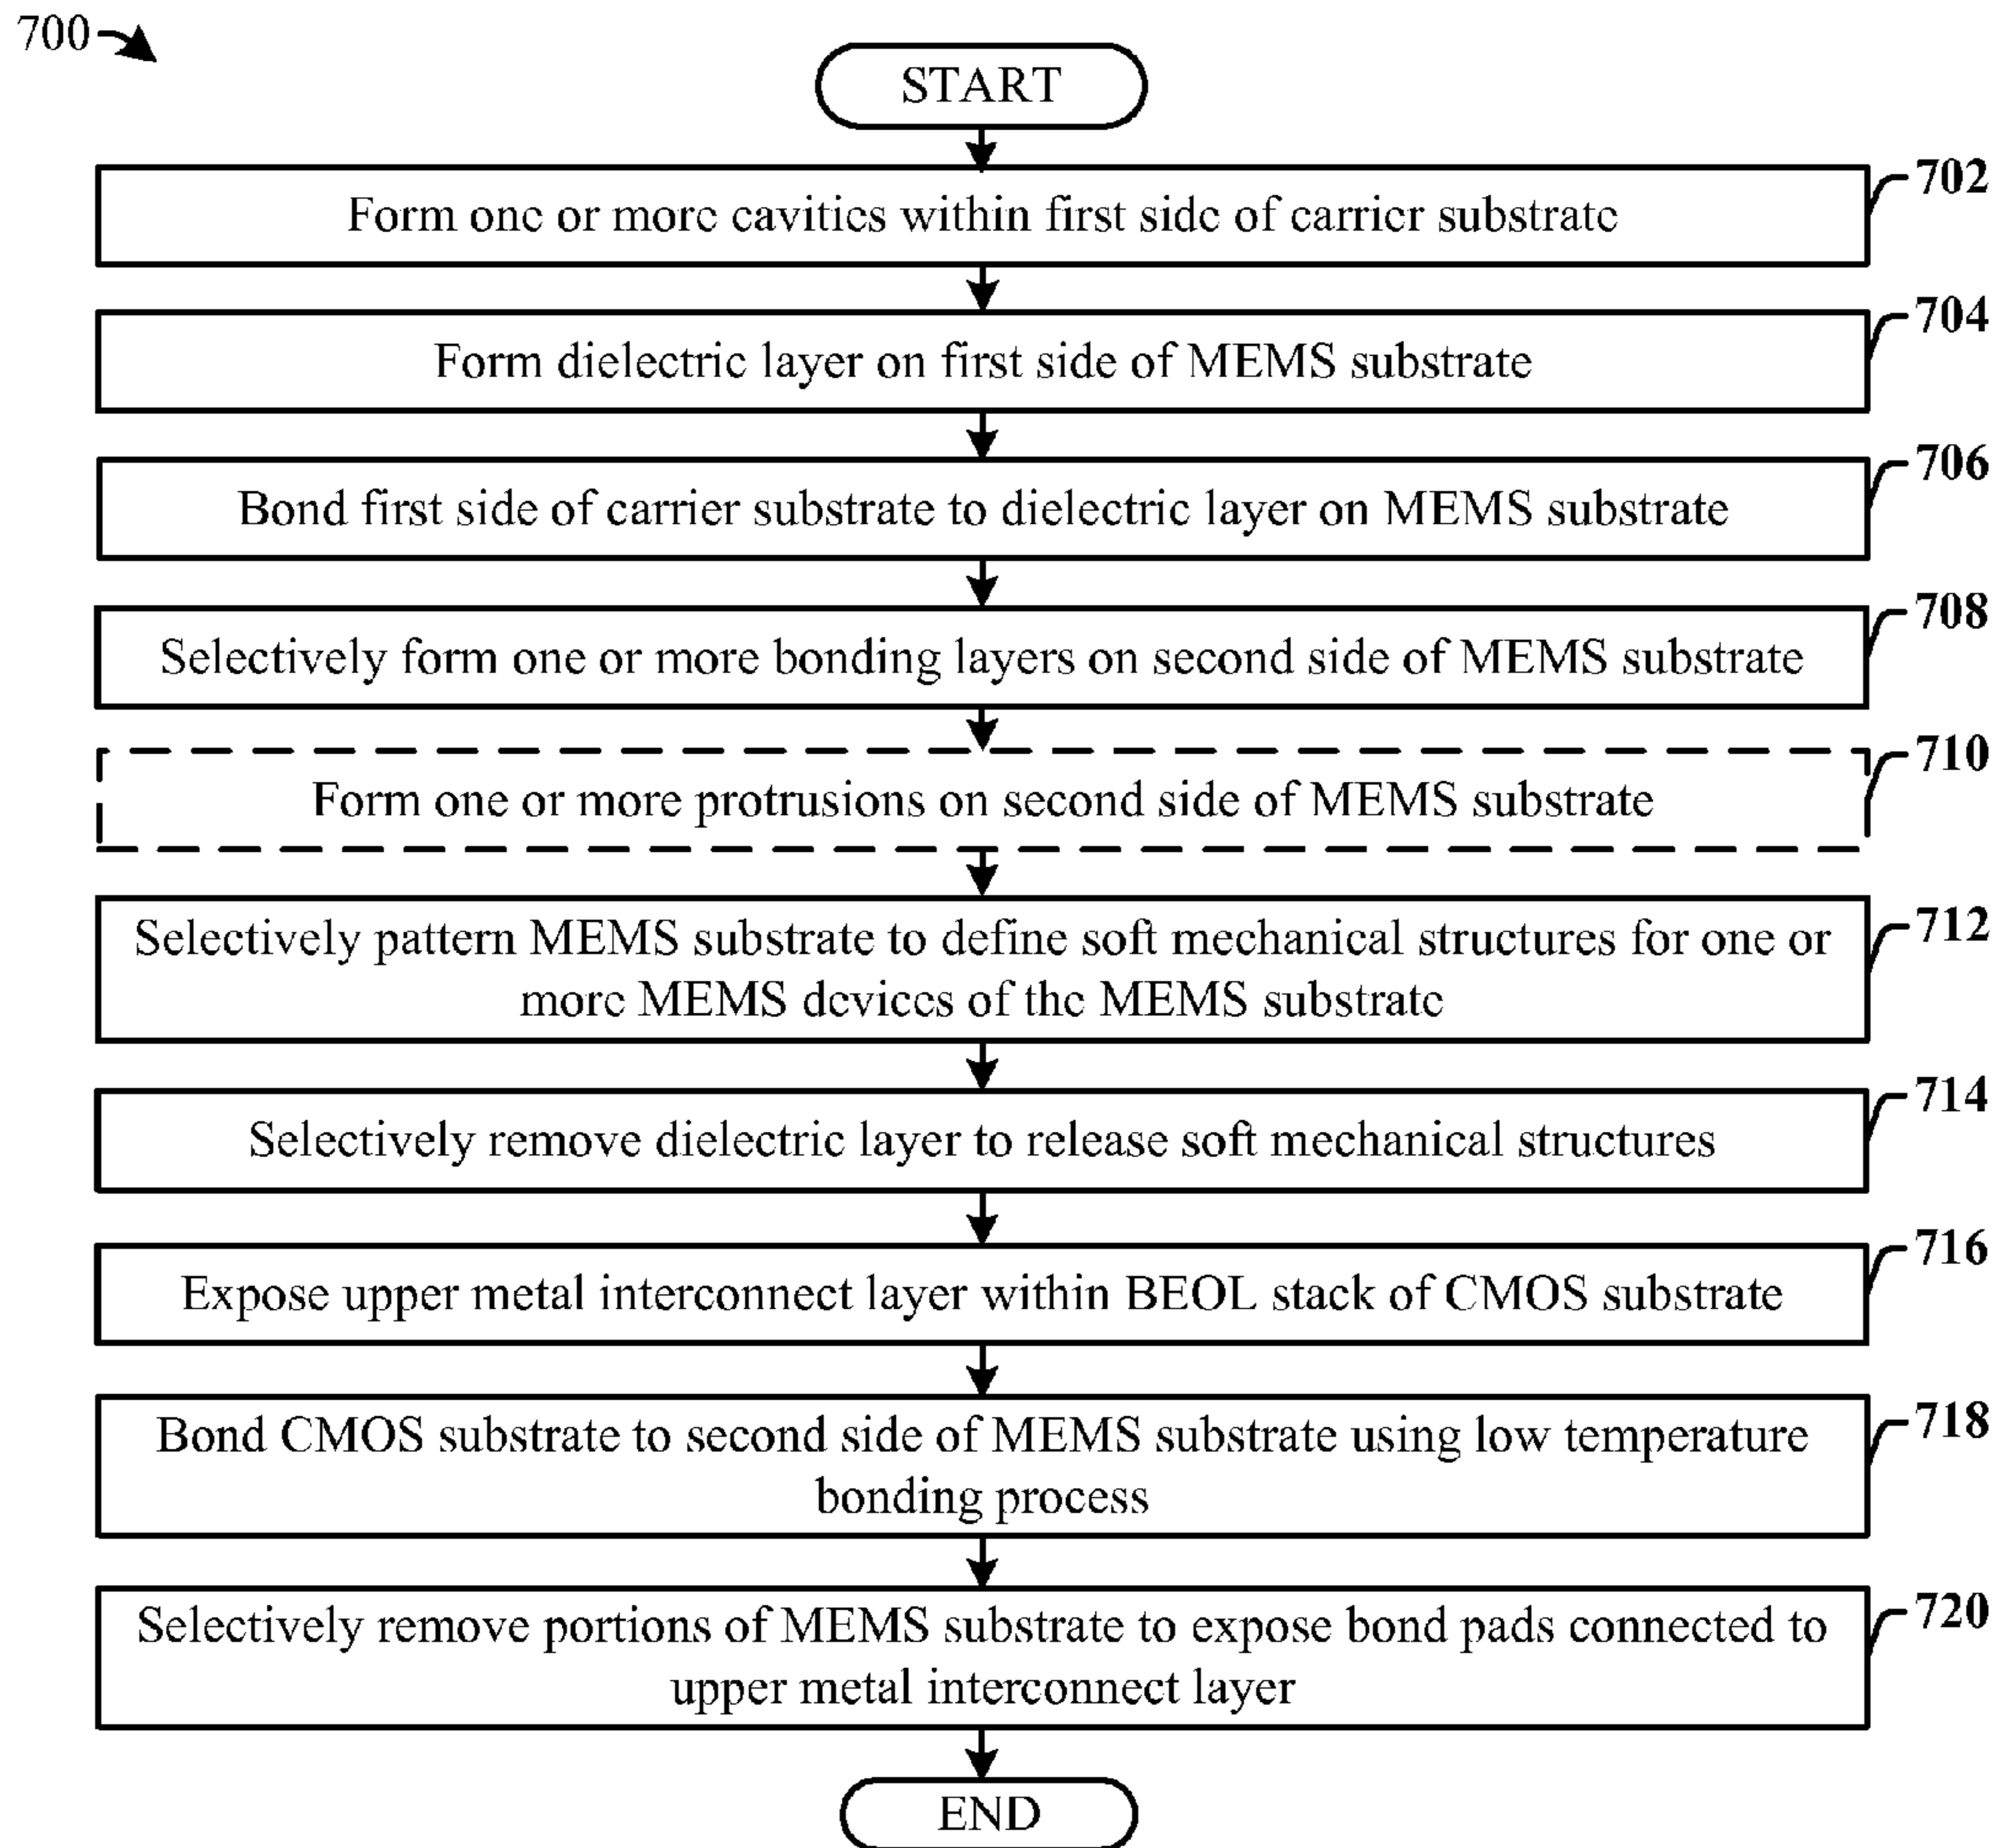 700
START
Form one or more cavities within first side of carrier substrate
702
Form dielectric layer on first side of MEMS substrate
704
Bond first side of carrier substrate to dielectric layer on MEMS substrate
706
Selectively form one or more bonding layers on second side of MEMS substrate
708
Form one or more protrusions on second side of MEMS substrate
710
Selectively pattern MEMS substrate to define soft mechanical structures for one or
more MEMS devices of the MEMS substrate
712
Selectively remove dielectric layer to release soft mechanical structures
714
Expose upper metal interconnect layer within BEOL stack of CMOS substrate
716
Bond CMOS substrate to second side of MEMS substrate using low temperature
bonding process
718
Selectively remove portions of MEMS substrate to expose bond pads connected to
upper metal interconnect layer
720
END